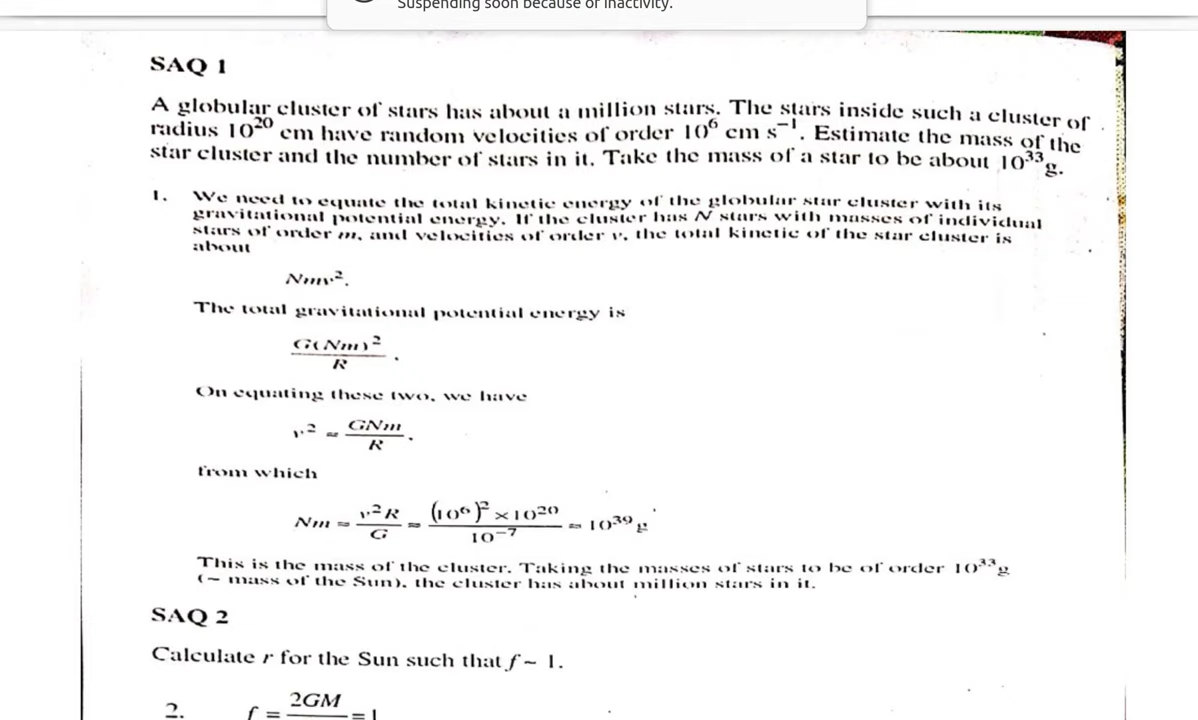 Suspending soon because of inactivity.
SAQ 1
A globular cluster of stars has about a million stars. The stars inside such a cluster of
radius 10²⁰ cm have random velocities of order 10⁶ cm s⁻¹. Estimate the mass of the
star cluster and the number of stars in it. Take the mass of a star to be about 10³³g.
1. We need to equate the total kinetic energy of the globular star cluster with its
gravitational potential energy. If the cluster has N stars with masses of individual
stars of order m, and velocities of order v, the total kinetic of the star cluster is
about
Nmv².
The total gravitational potential energy is
G(Nm)²
R .
On equating these two, we have
v² ≈ GNm
R .
from which
Nm ≈ v²R / G ≈ (10⁶)² × 10²⁰ / 10⁻⁷ ≈ 10³⁹ g
This is the mass of the cluster. Taking the masses of stars to be of order 10³³g
(~ mass of the Sun), the cluster has about million stars in it.
SAQ 2
Calculate r for the Sun such that f ~ 1.
2. f = 2GM = 1